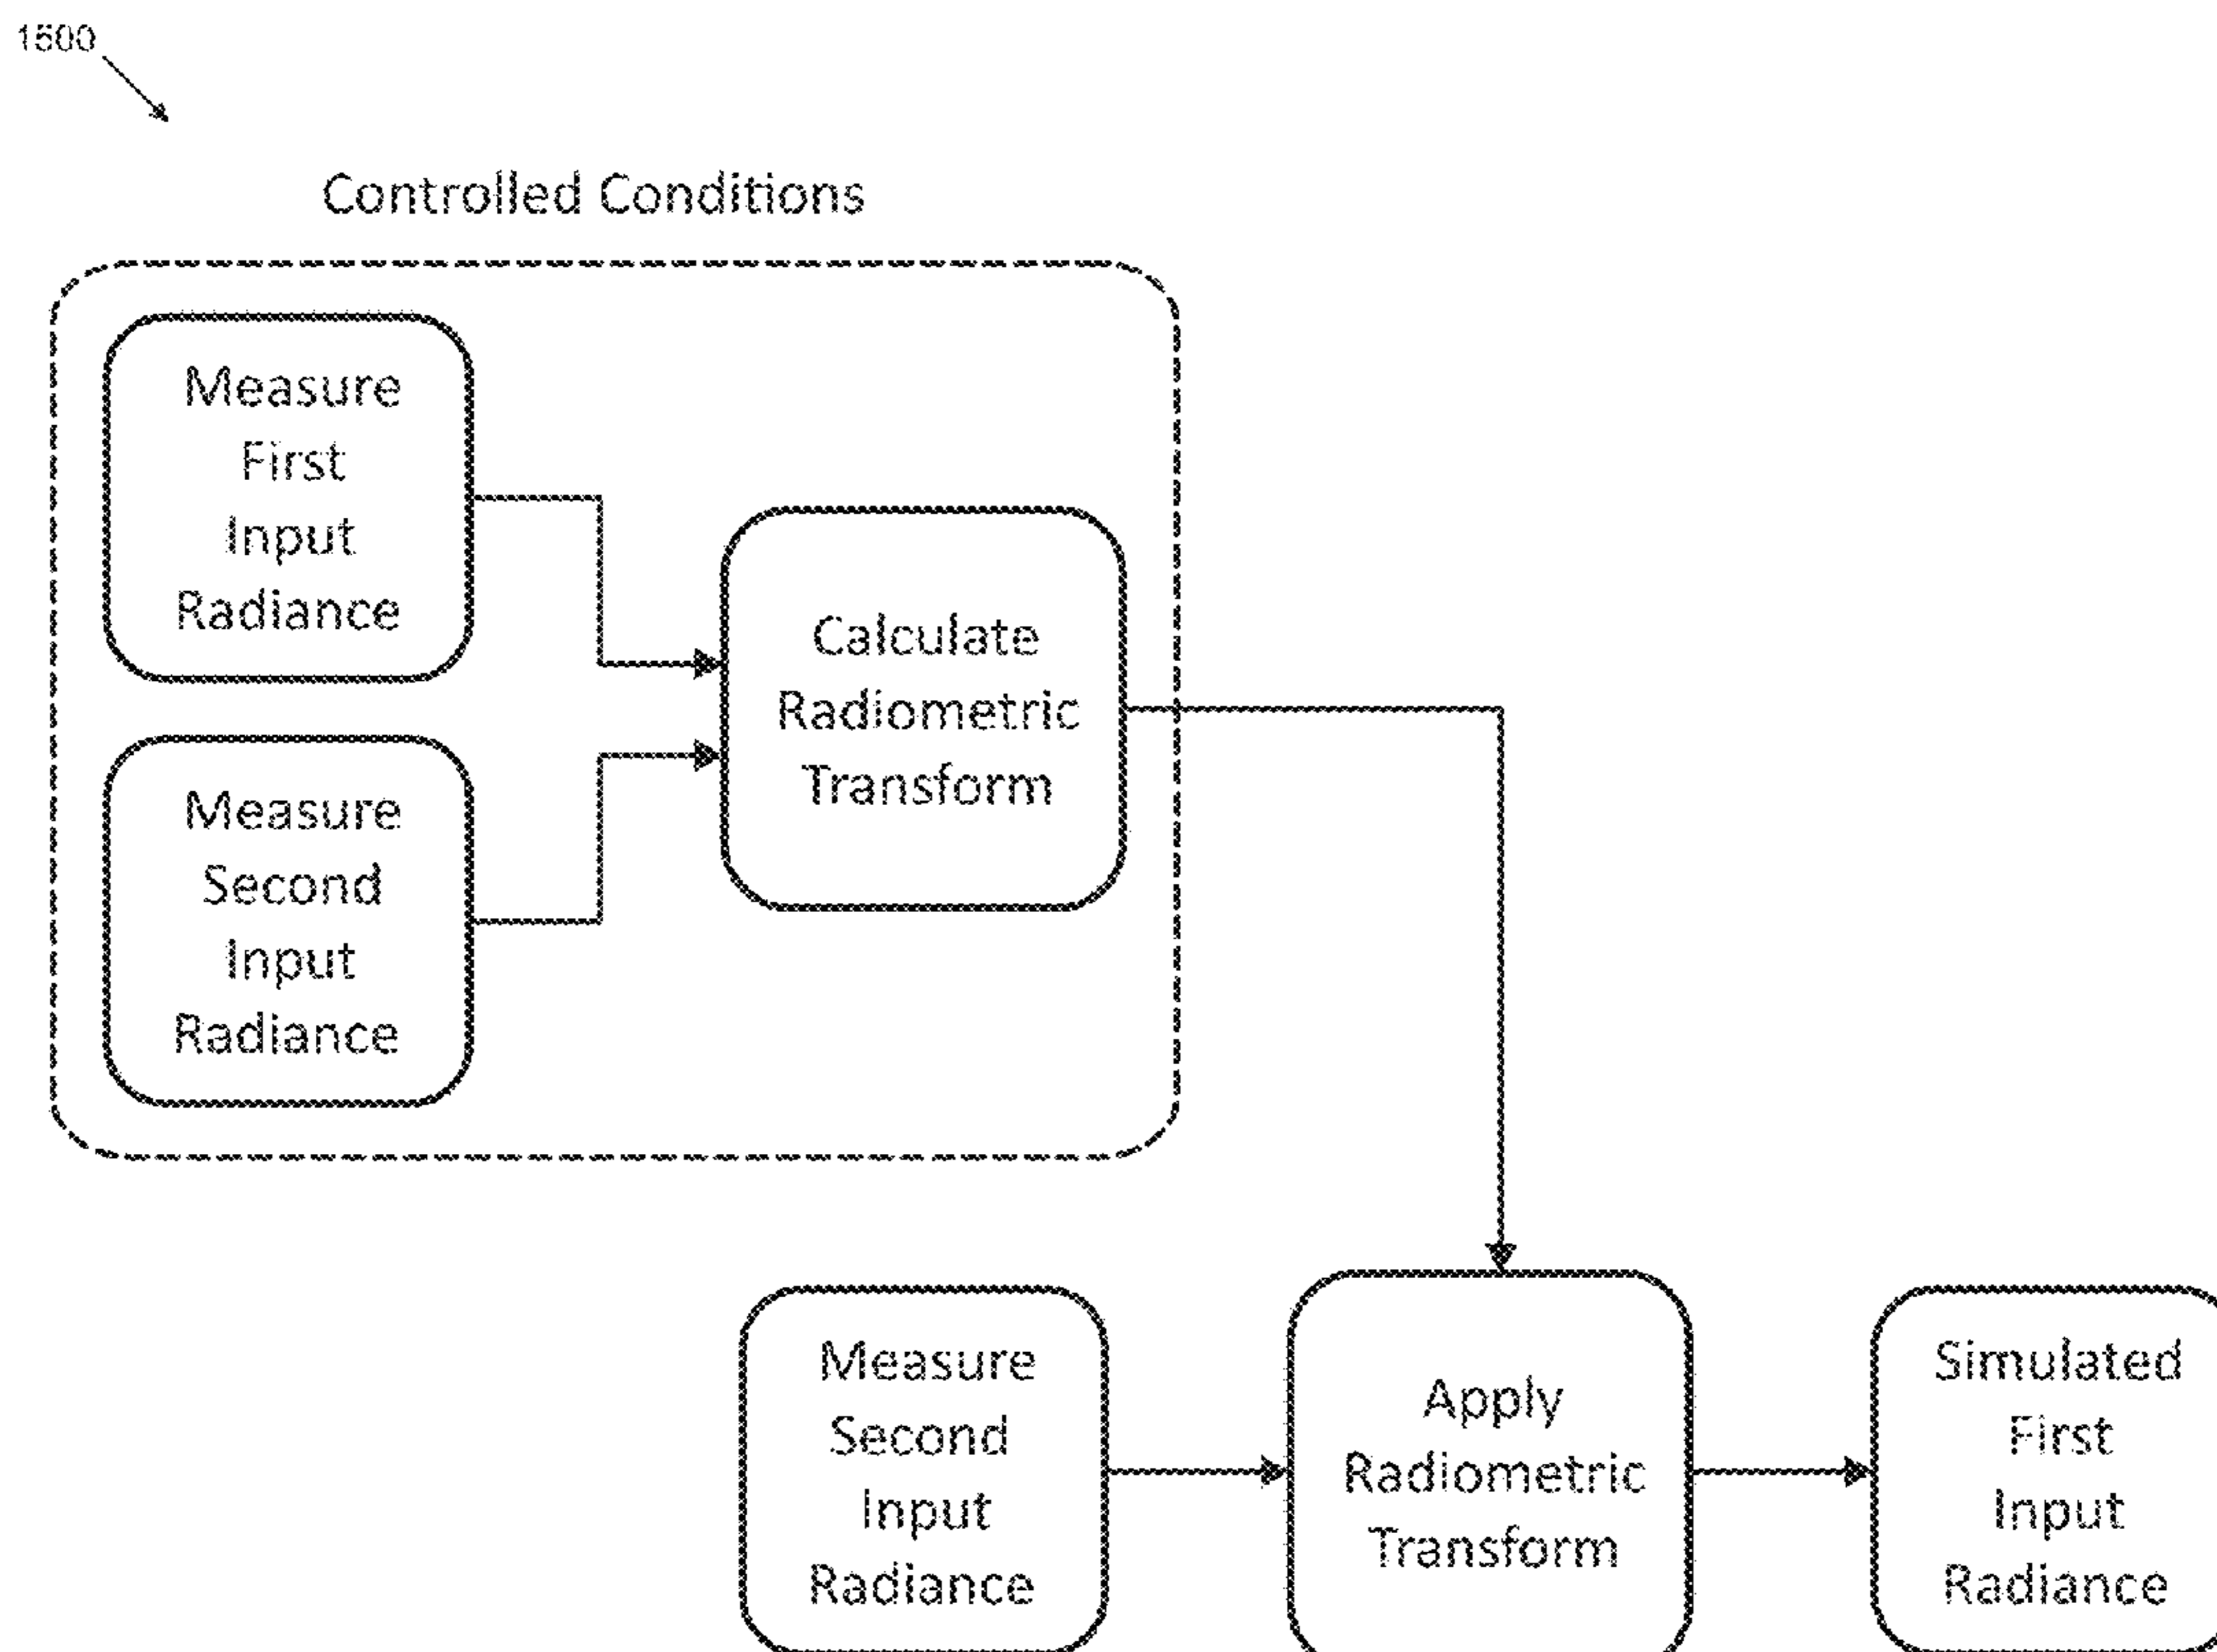 1500
Controlled Conditions
Measure
First
Input
Radiance
Calculate
Radiometric
Transform
Measure
Second
Input
Radiance
Measure
Second
Input
Radiance
Apply
Radiometric
Transform
Simulated
First
Input
Radiance